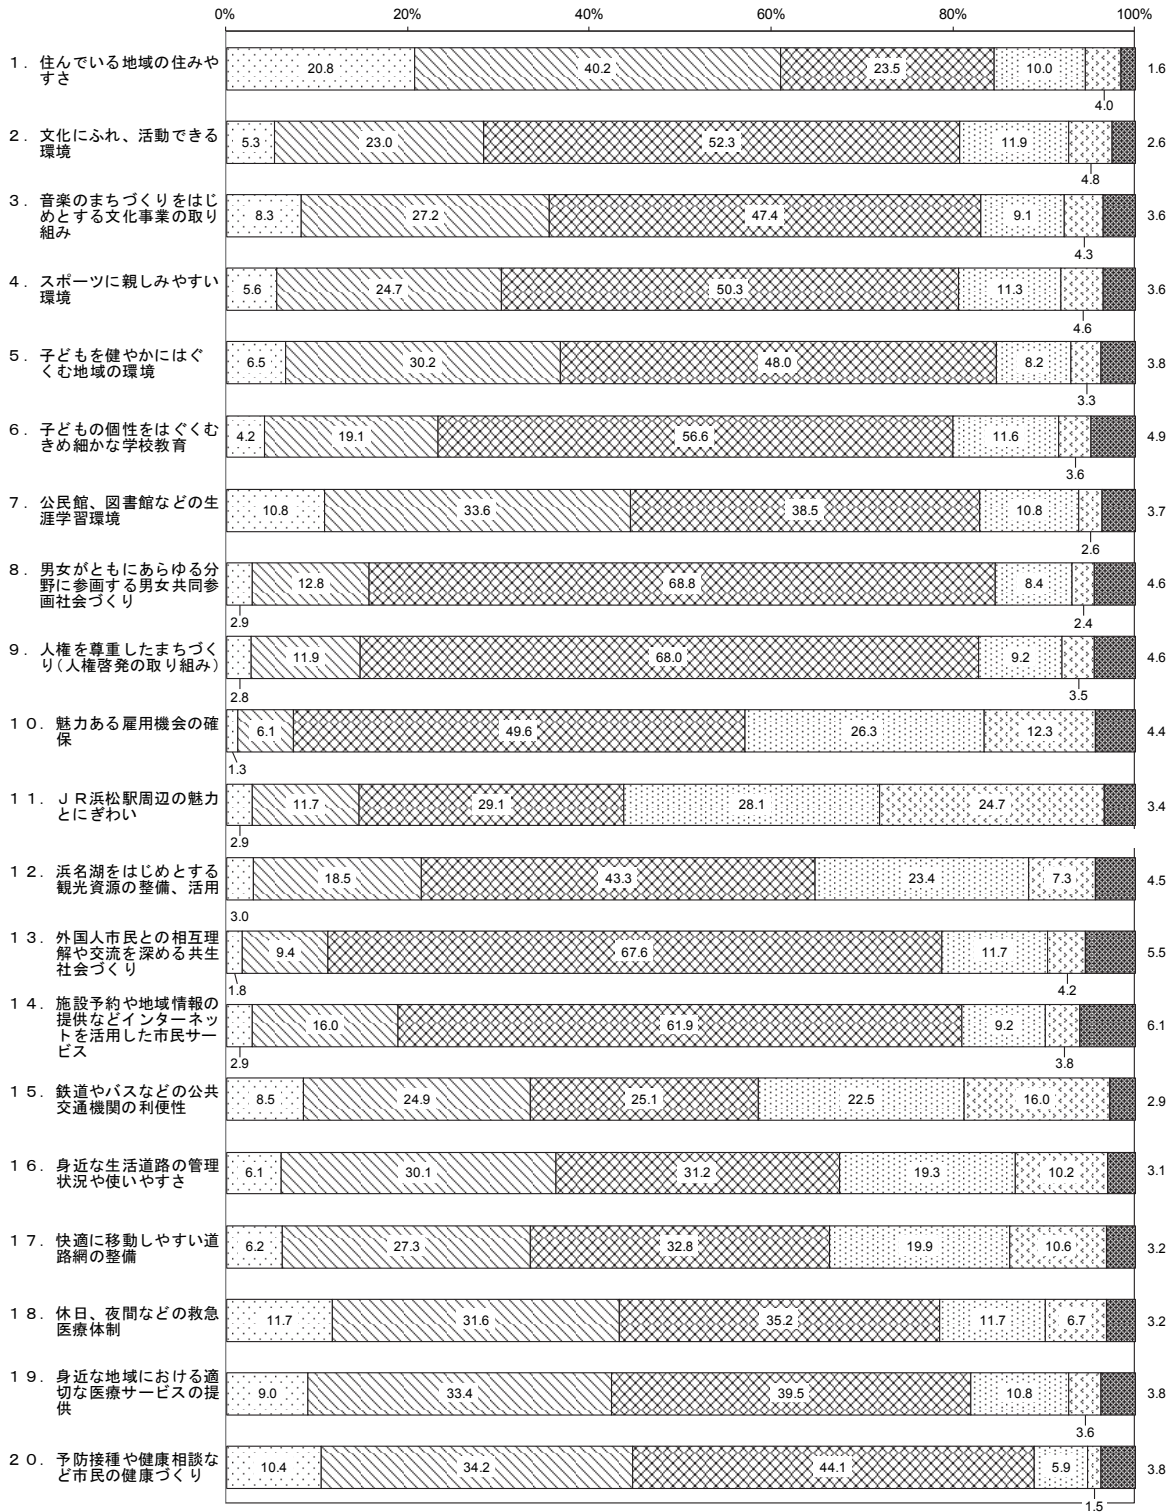 0% 20% 40% 60% 80% 100%
１．住んでいる地域の住みや
すさ
20.8 40.2 23.5 10.0 1.6
4.0
２．文化にふれ、活動できる
環境
5.3 23.0 52.3 11.9 2.6
4.8
３．音楽のまちづくりをはじ
めとする文化事業の取り
組み
8.3 27.2 47.4 9.1 3.6
4.3
４．スポーツに親しみやすい
環境
5.6 24.7 50.3 11.3 3.6
4.6
５．子どもを健やかにはぐ
くむ地域の環境
6.5 30.2 48.0 8.2 3.8
3.3
６．子どもの個性をはぐくむ
きめ細かな学校教育
4.2 19.1 56.6 11.6 4.9
3.6
７．公民館、図書館などの生
涯学習環境
10.8 33.6 38.5 10.8 3.7
2.6
８．男女がともにあらゆる分
野に参画する男女共同参
画社会づくり
12.8 68.8 8.4 4.6
2.9 2.4
９．人権を尊重したまちづく
り（人権啓発の取り組み）
11.9 68.0 9.2 4.6
2.8 3.5
１０．魅力ある雇用機会の確
保
6.1 49.6 26.3 12.3 4.4
1.3
１１．ＪＲ浜松駅周辺の魅力
とにぎわい
11.7 29.1 28.1 24.7 3.4
2.9
１２．浜名湖をはじめとする
観光資源の整備、活用
18.5 43.3 23.4 7.3 4.5
3.0
１３．外国人市民との相互理
解や交流を深める共生
社会づくり
9.4 67.6 11.7 5.5
1.8 4.2
１４．施設予約や地域情報の
提供などインターネッ
トを活用した市民サー
ビス
16.0 61.9 9.2 6.1
2.9 3.8
１５．鉄道やバスなどの公共
交通機関の利便性
8.5 24.9 25.1 22.5 16.0 2.9
１６．身近な生活道路の管理
状況や使いやすさ
6.1 30.1 31.2 19.3 10.2 3.1
１７．快適に移動しやすい道
路網の整備
6.2 27.3 32.8 19.9 10.6 3.2
１８．休日、夜間などの救急
医療体制
11.7 31.6 35.2 11.7 6.7 3.2
１９．身近な地域における適
切な医療サービスの提
供
9.0 33.4 39.5 10.8 3.8
3.6
２０．予防接種や健康相談な
ど市民の健康づくり
10.4 34.2 44.1 5.9 3.8
1.5